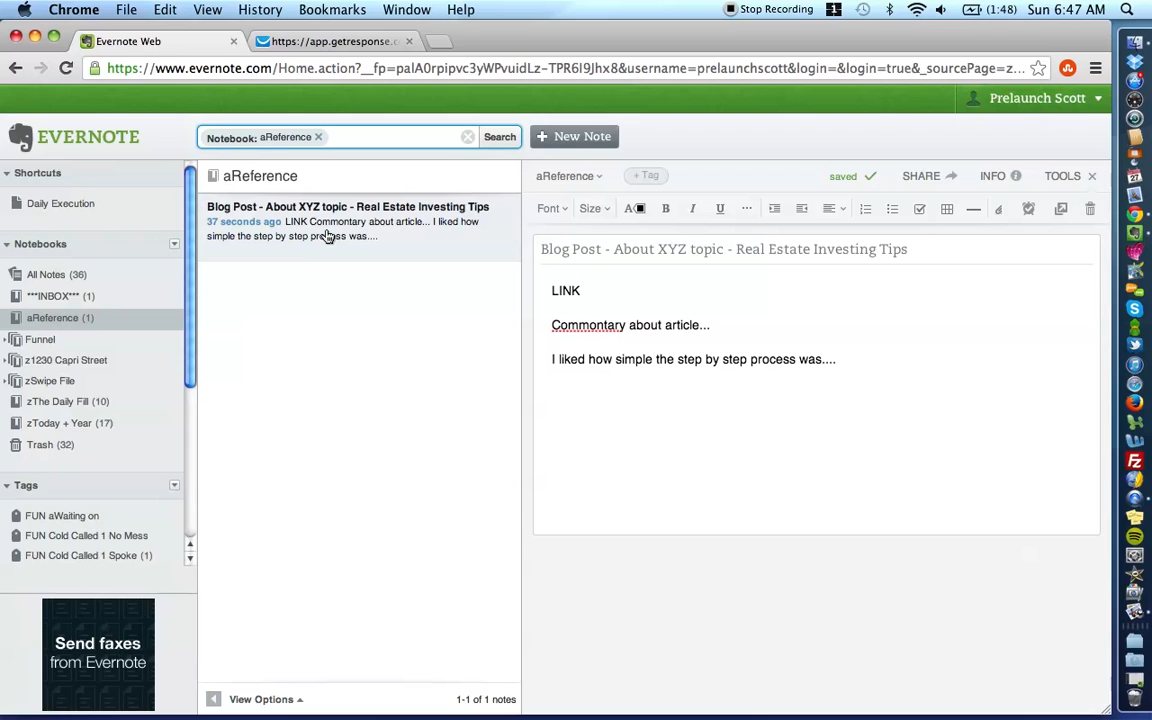 Chrome File Edit View History Bookmarks Window Help Stop Recording 1 (1:48) Sun 6:47 AM
Evernote Web × https://app.getresponse.c ×
https://www.evernote.com/Home.action?__fp=palA0rpipvc3yWPvuidLz-TPR6I9Jhx8&username=prelaunchscott&login=&login=true&_sourcePage=z...
Prelaunch Scott
EVERNOTE Notebook: aReference × Search + New Note
Shortcuts
Daily Execution
Notebooks
All Notes (36)
***INBOX*** (1)
aReference (1)
Funnel
z1230 Capri Street
zSwipe File
zThe Daily Fill (10)
zToday + Year (17)
Trash (32)
Tags
FUN aWaiting on
FUN Cold Called 1 No Mess
FUN Cold Called 1 Spoke (1)
Send faxes
from Evernote
aReference
Blog Post - About XYZ topic - Real Estate Investing Tips
37 seconds ago LINK Commentary about article... I liked how
simple the step by step process was....
View Options 1-1 of 1 notes
aReference + Tag saved SHARE INFO TOOLS ×
Font Size A B I U ...
Blog Post - About XYZ topic - Real Estate Investing Tips
LINK
Commontary about article...
I liked how simple the step by step process was....